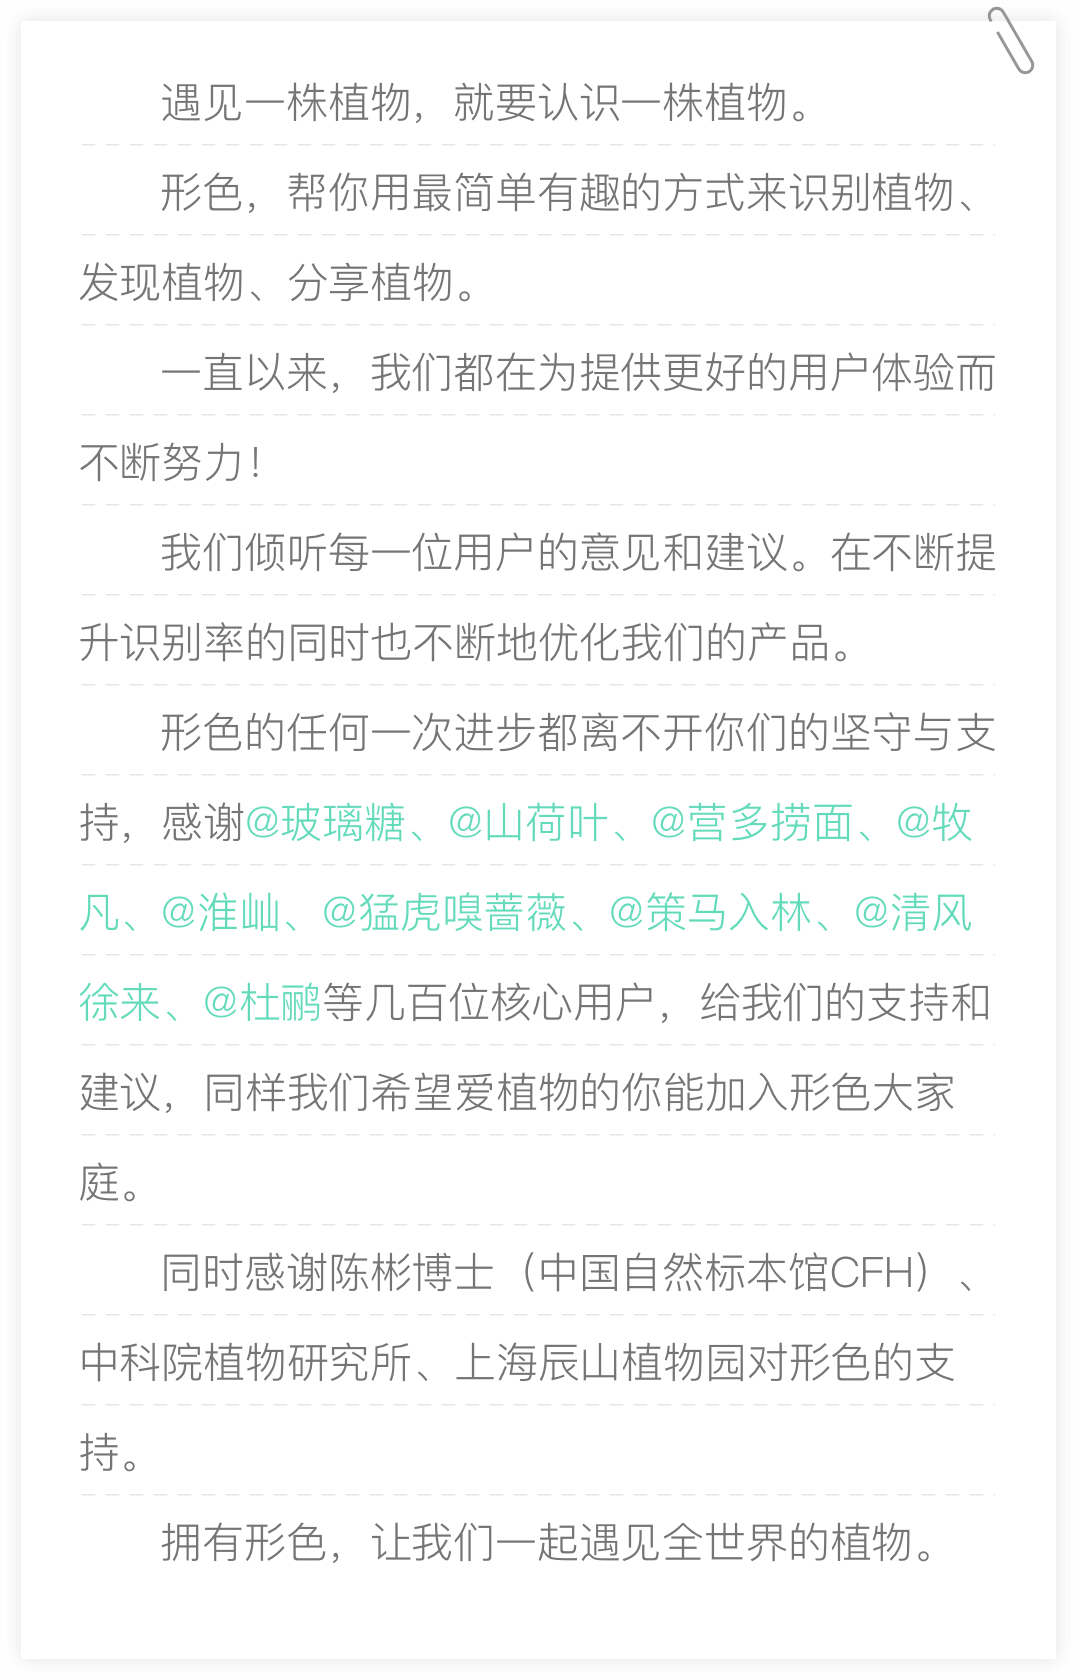 遇见一株植物，就要认识一株植物。
形色，帮你用最简单有趣的方式来识别植物、
发现植物、分享植物。
一直以来，我们都在为提供更好的用户体验而
不断努力！
我们倾听每一位用户的意见和建议。在不断提
升识别率的同时也不断地优化我们的产品。
形色的任何一次进步都离不开你们的坚守与支
持，感谢@玻璃糖、@山荷叶、@营多捞面、@牧
凡、@淮屾、@猛虎嗅蔷薇、@策马入林、@清风
徐来、@杜鹂等几百位核心用户，给我们的支持和
建议，同样我们希望爱植物的你能加入形色大家
庭。
同时感谢陈彬博士（中国自然标本馆CFH）、
中科院植物研究所、上海辰山植物园对形色的支
持。
拥有形色，让我们一起遇见全世界的植物。